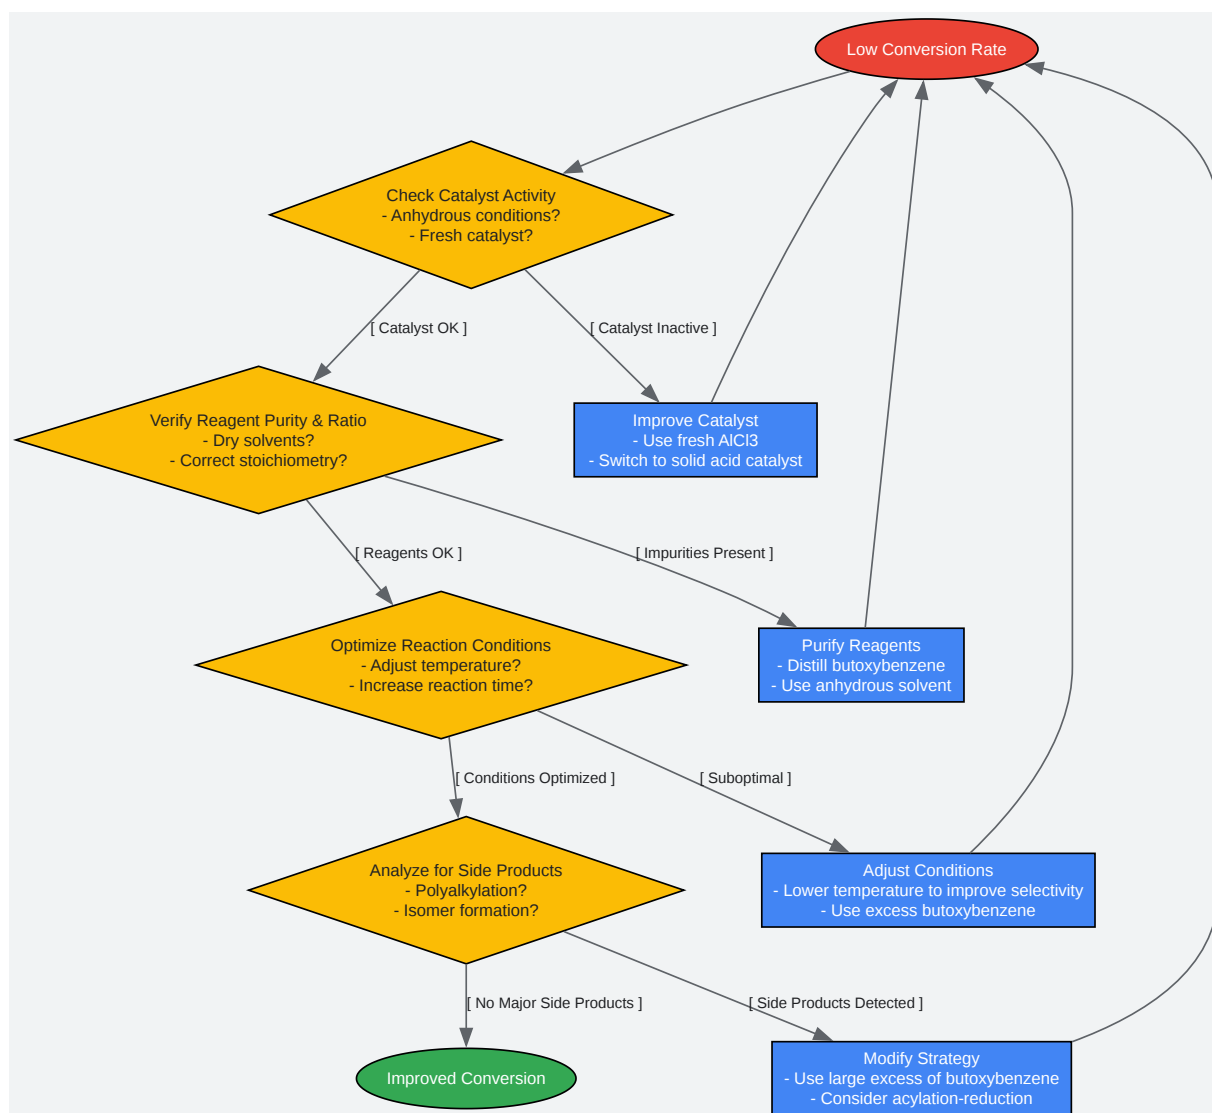 Low Conversion Rate
Check Catalyst Activity
- Anhydrous conditions?
- Fresh catalyst?
[ Catalyst OK ]
[ Catalyst Inactive ]
Verify Reagent Purity & Ratio
- Dry solvents?
- Correct stoichiometry?
Improve Catalyst
- Use fresh AlCl3
- Switch to solid acid catalyst
[ Reagents OK ]
[ Impurities Present ]
Optimize Reaction Conditions
- Adjust temperature?
- Increase reaction time?
Purify Reagents
- Distill butoxybenzene
- Use anhydrous solvent
[ Conditions Optimized ]
[ Suboptimal ]
Analyze for Side Products
- Polyalkylation?
- Isomer formation?
Adjust Conditions
- Lower temperature to improve selectivity
- Use excess butoxybenzene
[ No Major Side Products ]
[ Side Products Detected ]
Improved Conversion
Modify Strategy
- Use large excess of butoxybenzene
- Consider acylation-reduction